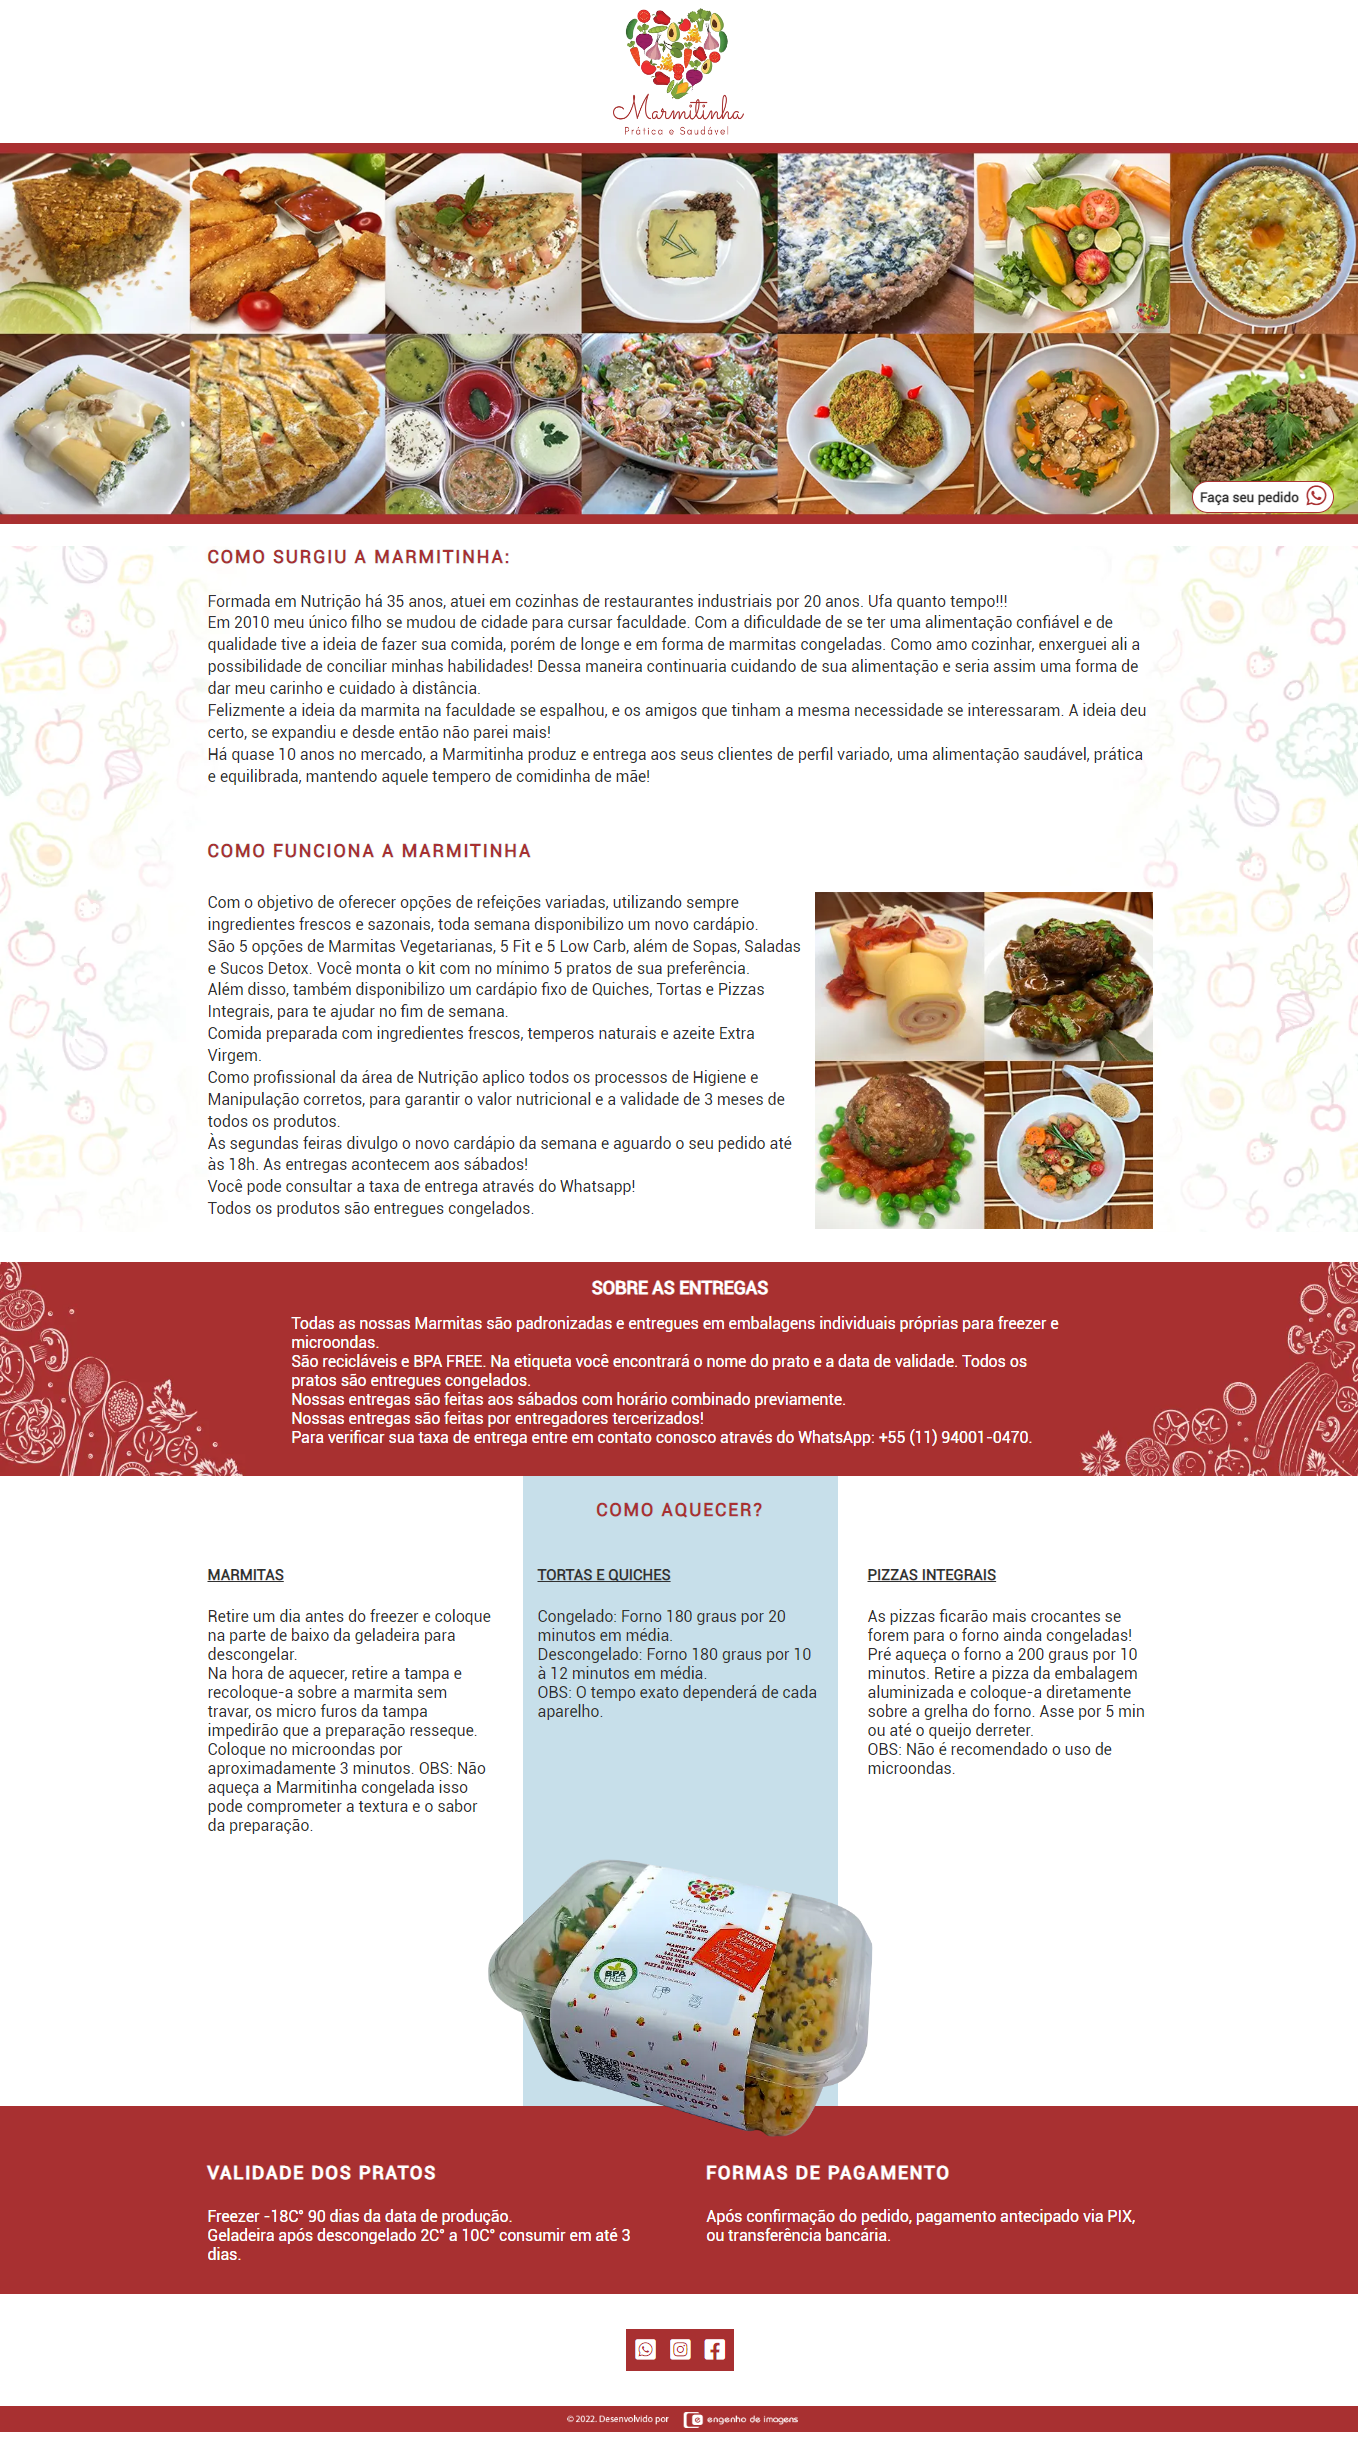 Marmitinha
Prática e Saudável
Faça seu pedido
COMO SURGIU A MARMITINHA:
Formada em Nutrição há 35 anos, atuei em cozinhas de restaurantes industriais por 20 anos. Ufa quanto tempo!!!
Em 2010 meu único filho se mudou de cidade para cursar faculdade. Com a dificuldade de se ter uma alimentação confiável e de
qualidade tive a ideia de fazer sua comida, porém de longe e em forma de marmitas congeladas. Como amo cozinhar, enxerguei ali a
possibilidade de conciliar minhas habilidades! Dessa maneira continuaria cuidando de sua alimentação e seria assim uma forma de
dar meu carinho e cuidado à distância.
Felizmente a ideia da marmita na faculdade se espalhou, e os amigos que tinham a mesma necessidade se interessaram. A ideia deu
certo, se expandiu e desde então não parei mais!
Há quase 10 anos no mercado, a Marmitinha produz e entrega aos seus clientes de perfil variado, uma alimentação saudável, prática
e equilibrada, mantendo aquele tempero de comidinha de mãe!
COMO FUNCIONA A MARMITINHA
Com o objetivo de oferecer opções de refeições variadas, utilizando sempre
ingredientes frescos e sazonais, toda semana disponibilizo um novo cardápio.
São 5 opções de Marmitas Vegetarianas, 5 Fit e 5 Low Carb, além de Sopas, Saladas
e Sucos Detox. Você monta o kit com no mínimo 5 pratos de sua preferência.
Além disso, também disponibilizo um cardápio fixo de Quiches, Tortas e Pizzas
Integrais, para te ajudar no fim de semana.
Comida preparada com ingredientes frescos, temperos naturais e azeite Extra
Virgem.
Como profissional da área de Nutrição aplico todos os processos de Higiene e
Manipulação corretos, para garantir o valor nutricional e a validade de 3 meses de
todos os produtos.
Às segundas feiras divulgo o novo cardápio da semana e aguardo o seu pedido até
às 18h. As entregas acontecem aos sábados!
Você pode consultar a taxa de entrega através do Whatsapp!
Todos os produtos são entregues congelados.
SOBRE AS ENTREGAS
Todas as nossas Marmitas são padronizadas e entregues em embalagens individuais próprias para freezer e
microondas.
São recicláveis e BPA FREE. Na etiqueta você encontrará o nome do prato e a data de validade. Todos os
pratos são entregues congelados.
Nossas entregas são feitas aos sábados com horário combinado previamente.
Nossas entregas são feitas por entregadores tercerizados!
Para verificar sua taxa de entrega entre em contato conosco através do WhatsApp: +55 (11) 94001-0470.
COMO AQUECER?
MARMITAS
Retire um dia antes do freezer e coloque
na parte de baixo da geladeira para
descongelar.
Na hora de aquecer, retire a tampa e
recoloque-a sobre a marmita sem
travar, os micro furos da tampa
impedirão que a preparação resseque.
Coloque no microondas por
aproximadamente 3 minutos. OBS: Não
aqueça a Marmitinha congelada isso
pode comprometer a textura e o sabor
da preparação.
TORTAS E QUICHES
Congelado: Forno 180 graus por 20
minutos em média.
Descongelado: Forno 180 graus por 10
à 12 minutos em média.
OBS: O tempo exato dependerá de cada
aparelho.
PIZZAS INTEGRAIS
As pizzas ficarão mais crocantes se
forem para o forno ainda congeladas!
Pré aqueça o forno a 200 graus por 10
minutos. Retire a pizza da embalagem
aluminizada e coloque-a diretamente
sobre a grelha do forno. Asse por 5 min
ou até o queijo derreter.
OBS: Não é recomendado o uso de
microondas.
Marmitinha
FIT
LOW CARB
VEGETARIANO
OU
MONTE SEU KIT
MARMITAS
SOPAS
SALADAS
SUCOS DETOX
QUICHES
PIZZAS INTEGRAIS
CARDÁPIOS
SEMANAIS
BPA
FREE
11 94001.0470
VALIDADE DOS PRATOS
Freezer -18C° 90 dias da data de produção.
Geladeira após descongelado 2C° a 10C° consumir em até 3
dias.
FORMAS DE PAGAMENTO
Após confirmação do pedido, pagamento antecipado via PIX,
ou transferência bancária.
© 2022. Desenvolvido por
engenho de imagens